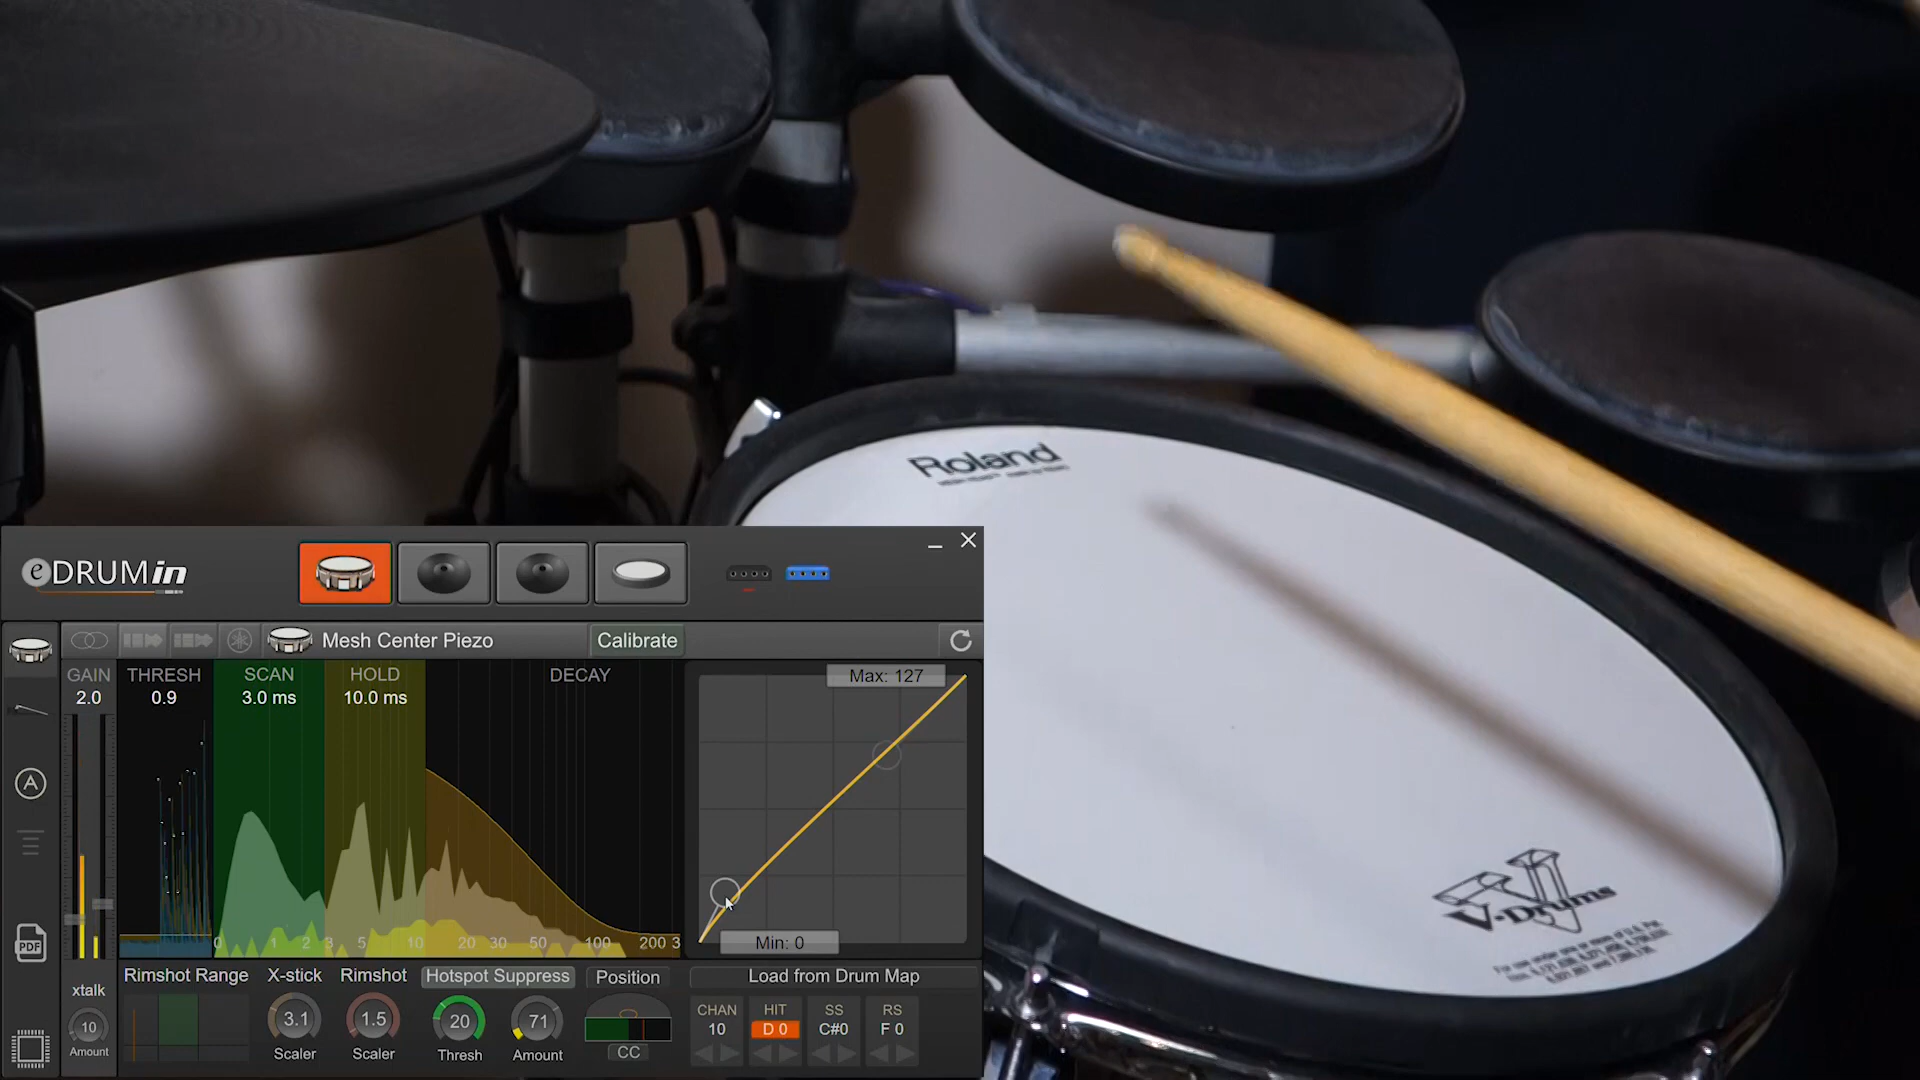 Roland
eDRUMin
Mesh Center Piezo
Calibrate
GAIN
2.0
THRESH
0.9
SCAN
3.0 ms
HOLD
10.0 ms
DECAY
Max: 127
Min: 0
0 1 2 3 5 10 20 30 50 100 200 3
A
PDF
xtalk
10
Amount
Rimshot Range
X-stick
3.1
Scaler
Rimshot
1.5
Scaler
Hotspot Suppress
20
Thresh
71
Amount
Position
CC
Load from Drum Map
CHAN
10
HIT
D 0
SS
C#0
RS
F 0
V-Drums